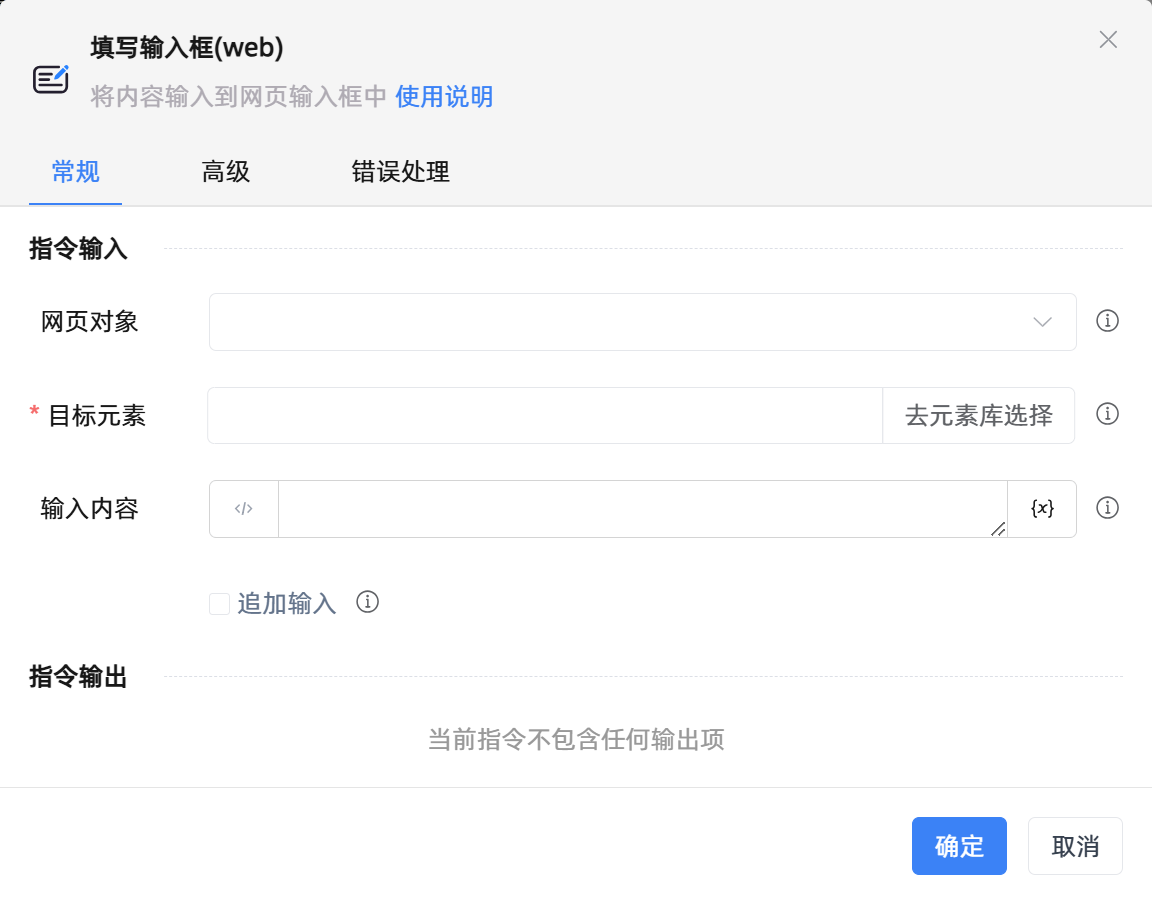 填写输入框(web)
将内容输入到网页输入框中 使用说明
常规 高级 错误处理
指令输入
网页对象
* 目标元素 去元素库选择
输入内容 </> {x}
追加输入
指令输出
当前指令不包含任何输出项
确定 取消